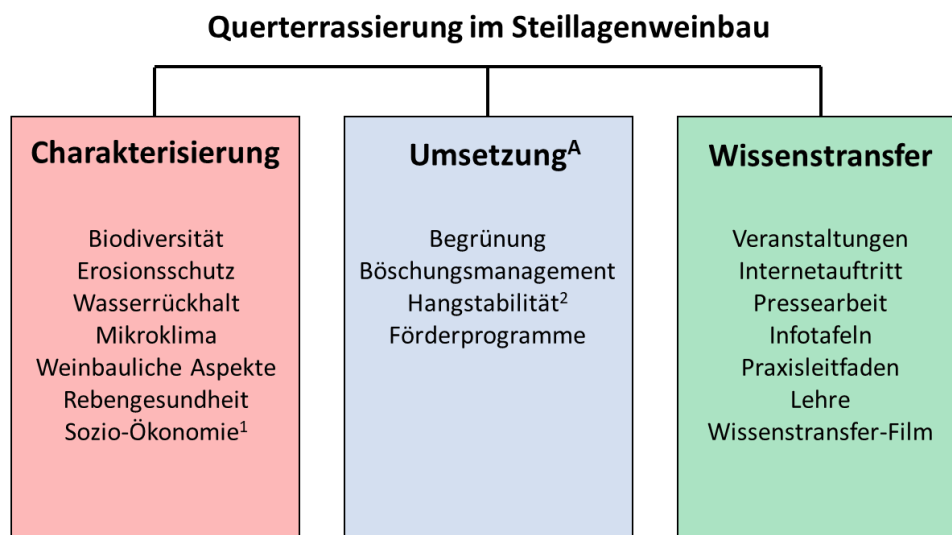 Querterrassierung im Steillagenweinbau
Charakterisierung
Biodiversität
Erosionsschutz
Wasserrückhalt
Mikroklima
Weinbauliche Aspekte
Rebengesundheit
Sozio-Ökonomie¹
Umsetzungᴬ
Begrünung
Böschungsmanagement
Hangstabilität²
Förderprogramme
Wissenstransfer
Veranstaltungen
Internetauftritt
Pressearbeit
Infotafeln
Praxisleitfaden
Lehre
Wissenstransfer-Film